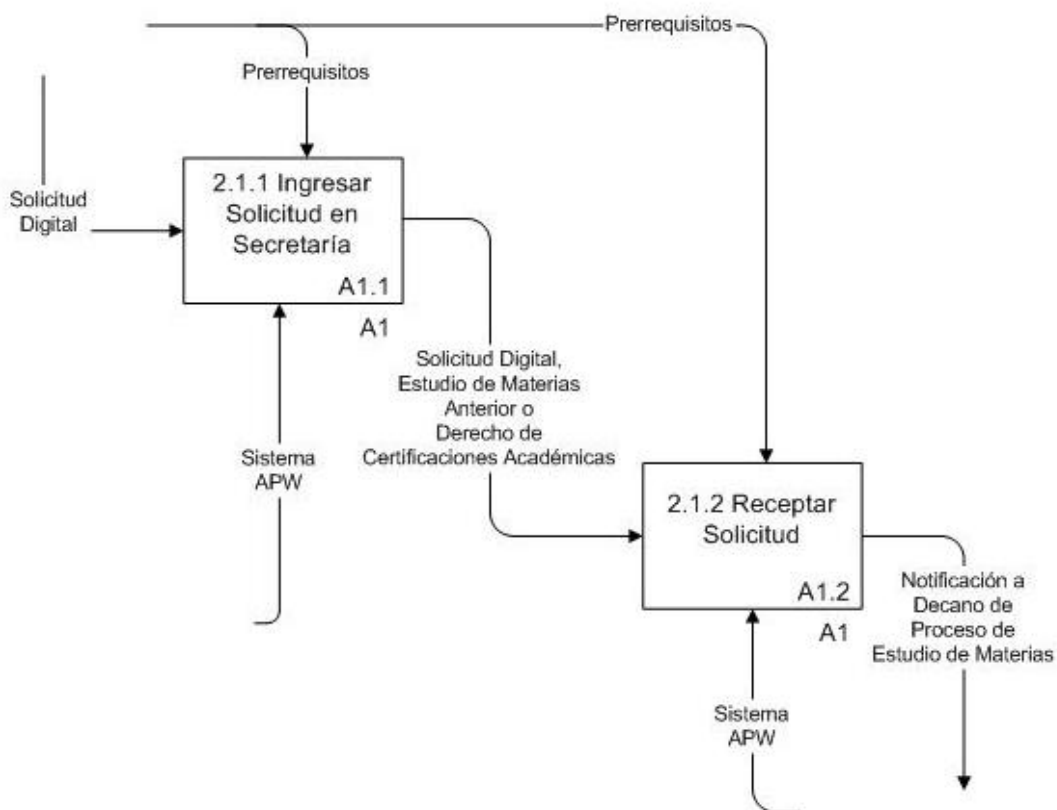 Prerrequisitos
Prerrequisitos
Solicitud
Digital
2.1.1 Ingresar
Solicitud en
Secretaría
A1.1
A1
Solicitud Digital,
Estudio de Materias
Anterior o
Derecho de
Certificaciones Académicas
Sistema
APW
2.1.2 Receptar
Solicitud
A1.2
A1
Notificación a
Decano de
Proceso de
Estudio de Materias
Sistema
APW